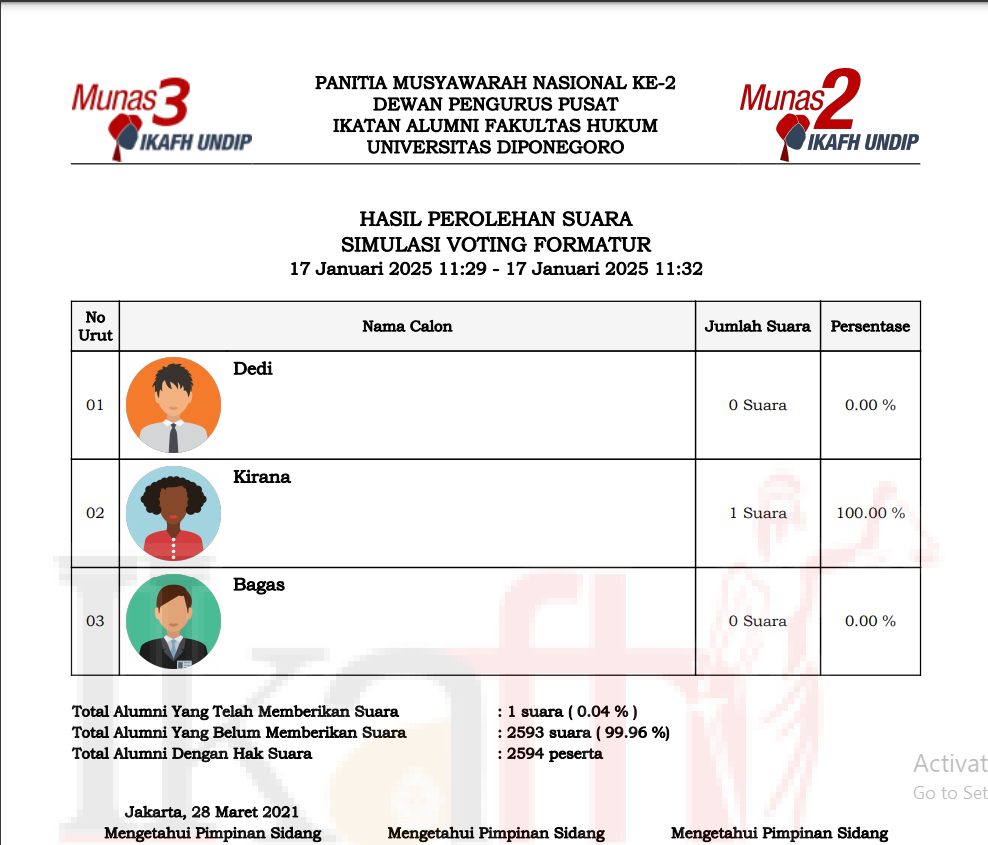 Munas3
IKAFH UNDIP
PANITIA MUSYAWARAH NASIONAL KE-2
DEWAN PENGURUS PUSAT
IKATAN ALUMNI FAKULTAS HUKUM
UNIVERSITAS DIPONEGORO
Munas2
IKAFH UNDIP
HASIL PEROLEHAN SUARA
SIMULASI VOTING FORMATUR
17 Januari 2025 11:29 - 17 Januari 2025 11:32
No Urut Nama Calon Jumlah Suara Persentase
01 Dedi 0 Suara 0.00 %
02 Kirana 1 Suara 100.00 %
03 Bagas 0 Suara 0.00 %
Ikafh
Total Alumni Yang Telah Memberikan Suara : 1 suara ( 0.04 % )
Total Alumni Yang Belum Memberikan Suara : 2593 suara ( 99.96 %)
Total Alumni Dengan Hak Suara : 2594 peserta
Activat
Go to Set
Jakarta, 28 Maret 2021
Mengetahui Pimpinan Sidang Mengetahui Pimpinan Sidang Mengetahui Pimpinan Sidang